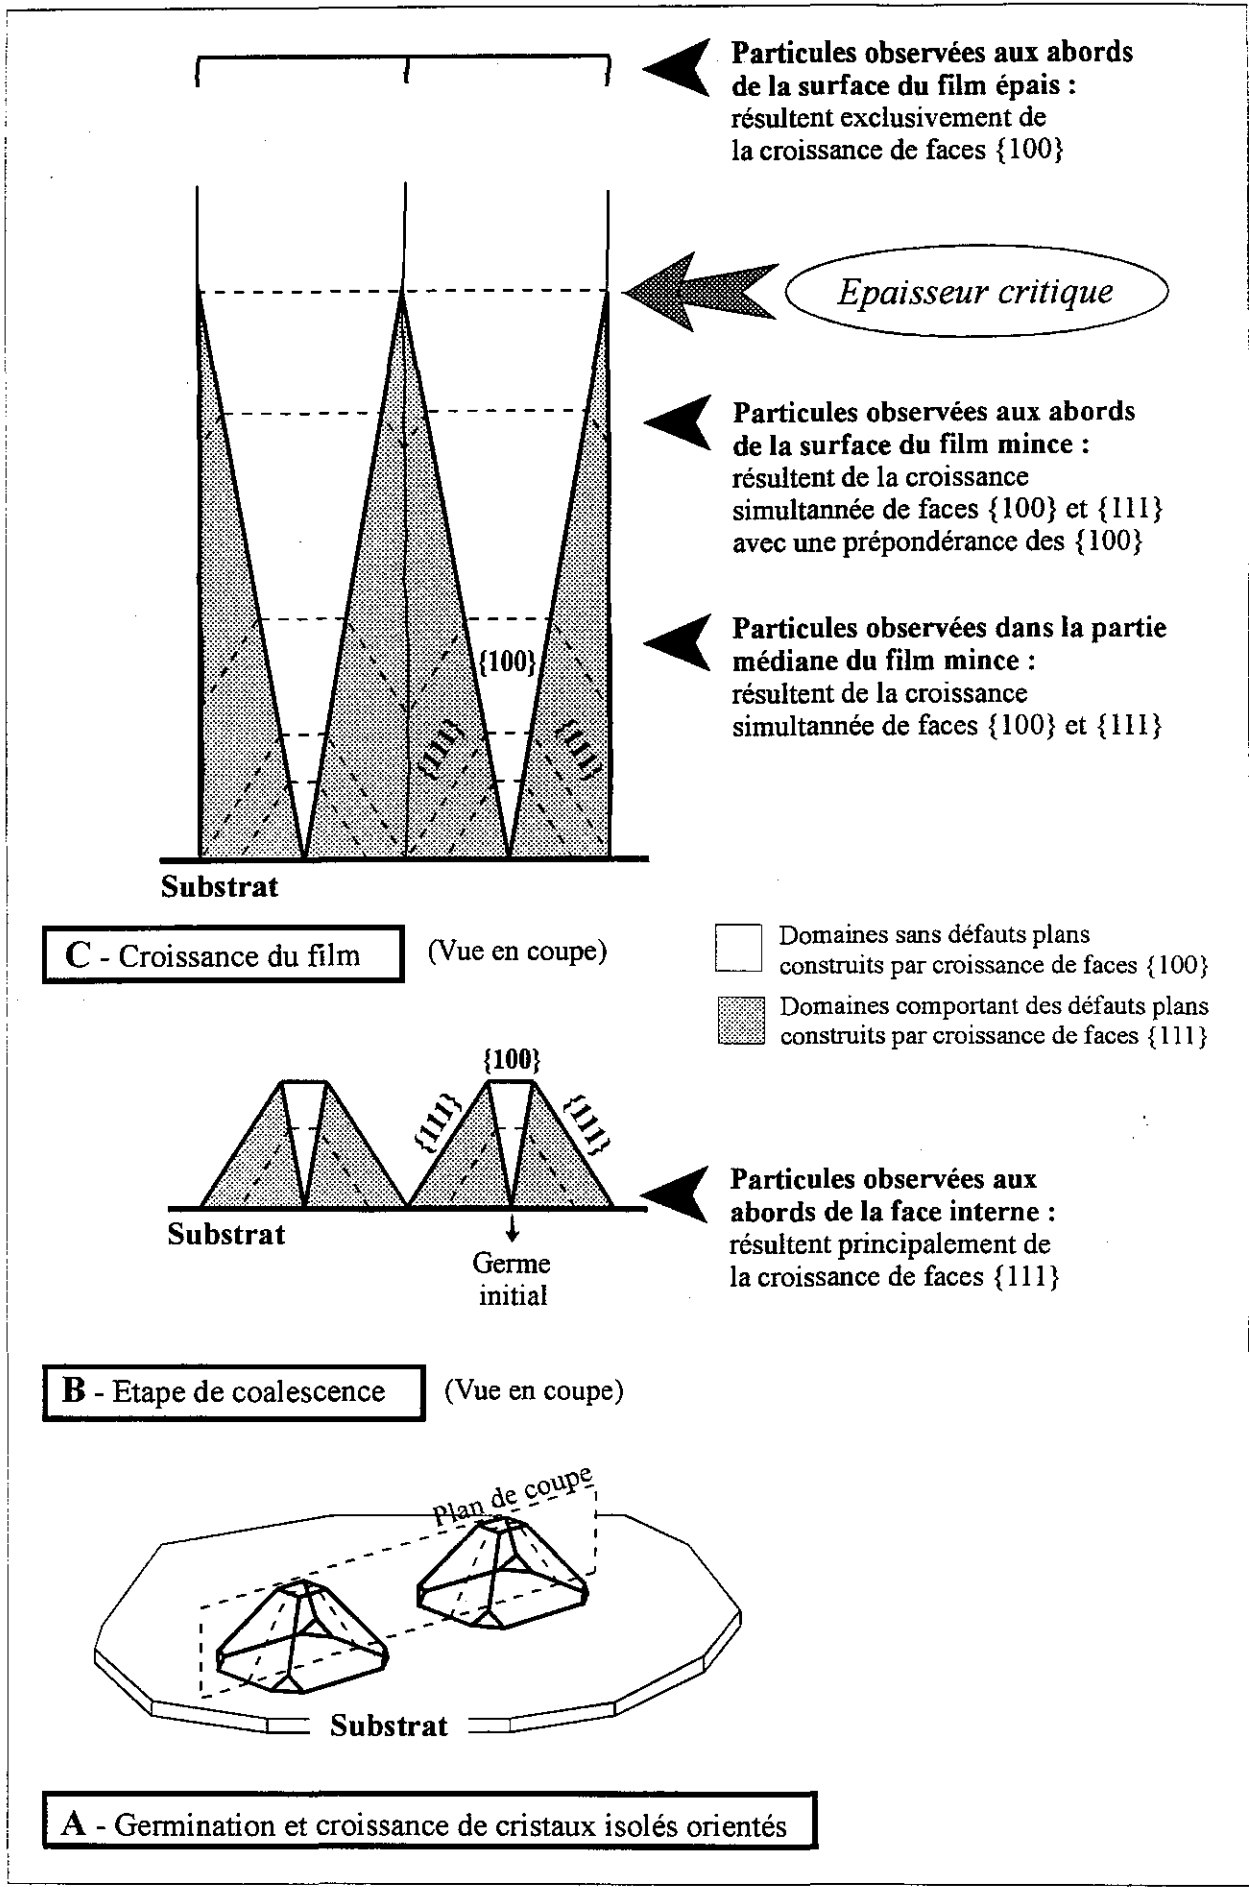 Particules observées aux abords
de la surface du film épais :
résultent exclusivement de
la croissance de faces {100}
Epaisseur critique
Particules observées aux abords
de la surface du film mince :
résultent de la croissance
simultannée de faces {100} et {111}
avec une prépondérance des {100}
Particules observées dans la partie
médiane du film mince :
résultent de la croissance
simultannée de faces {100} et {111}
{100}
{111}
{111}
Substrat
C - Croissance du film
(Vue en coupe)
Domaines sans défauts plans
construits par croissance de faces {100}
Domaines comportant des défauts plans
construits par croissance de faces {111}
{100}
{111}
{111}
Substrat
Germe
initial
Particules observées aux
abords de la face interne :
résultent principalement de
la croissance de faces {111}
B - Etape de coalescence
(Vue en coupe)
Plan de coupe
Substrat
A - Germination et croissance de cristaux isolés orientés